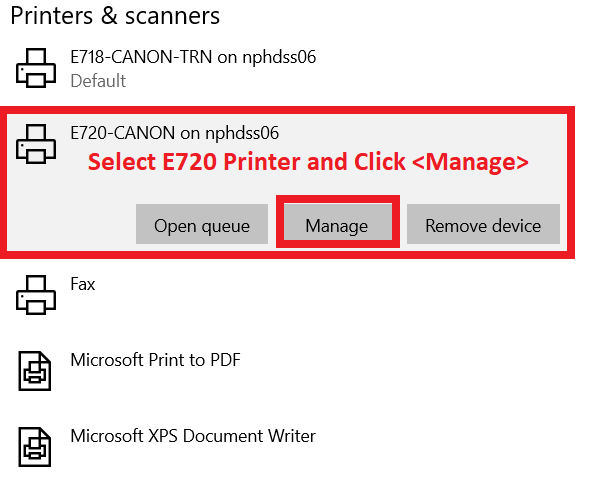 Printers & scanners
E718-CANON-TRN on nphdss06
Default
E720-CANON on nphdss06
Select E720 Printer and Click <Manage>
Open queue Manage Remove device
Fax
Microsoft Print to PDF
Microsoft XPS Document Writer